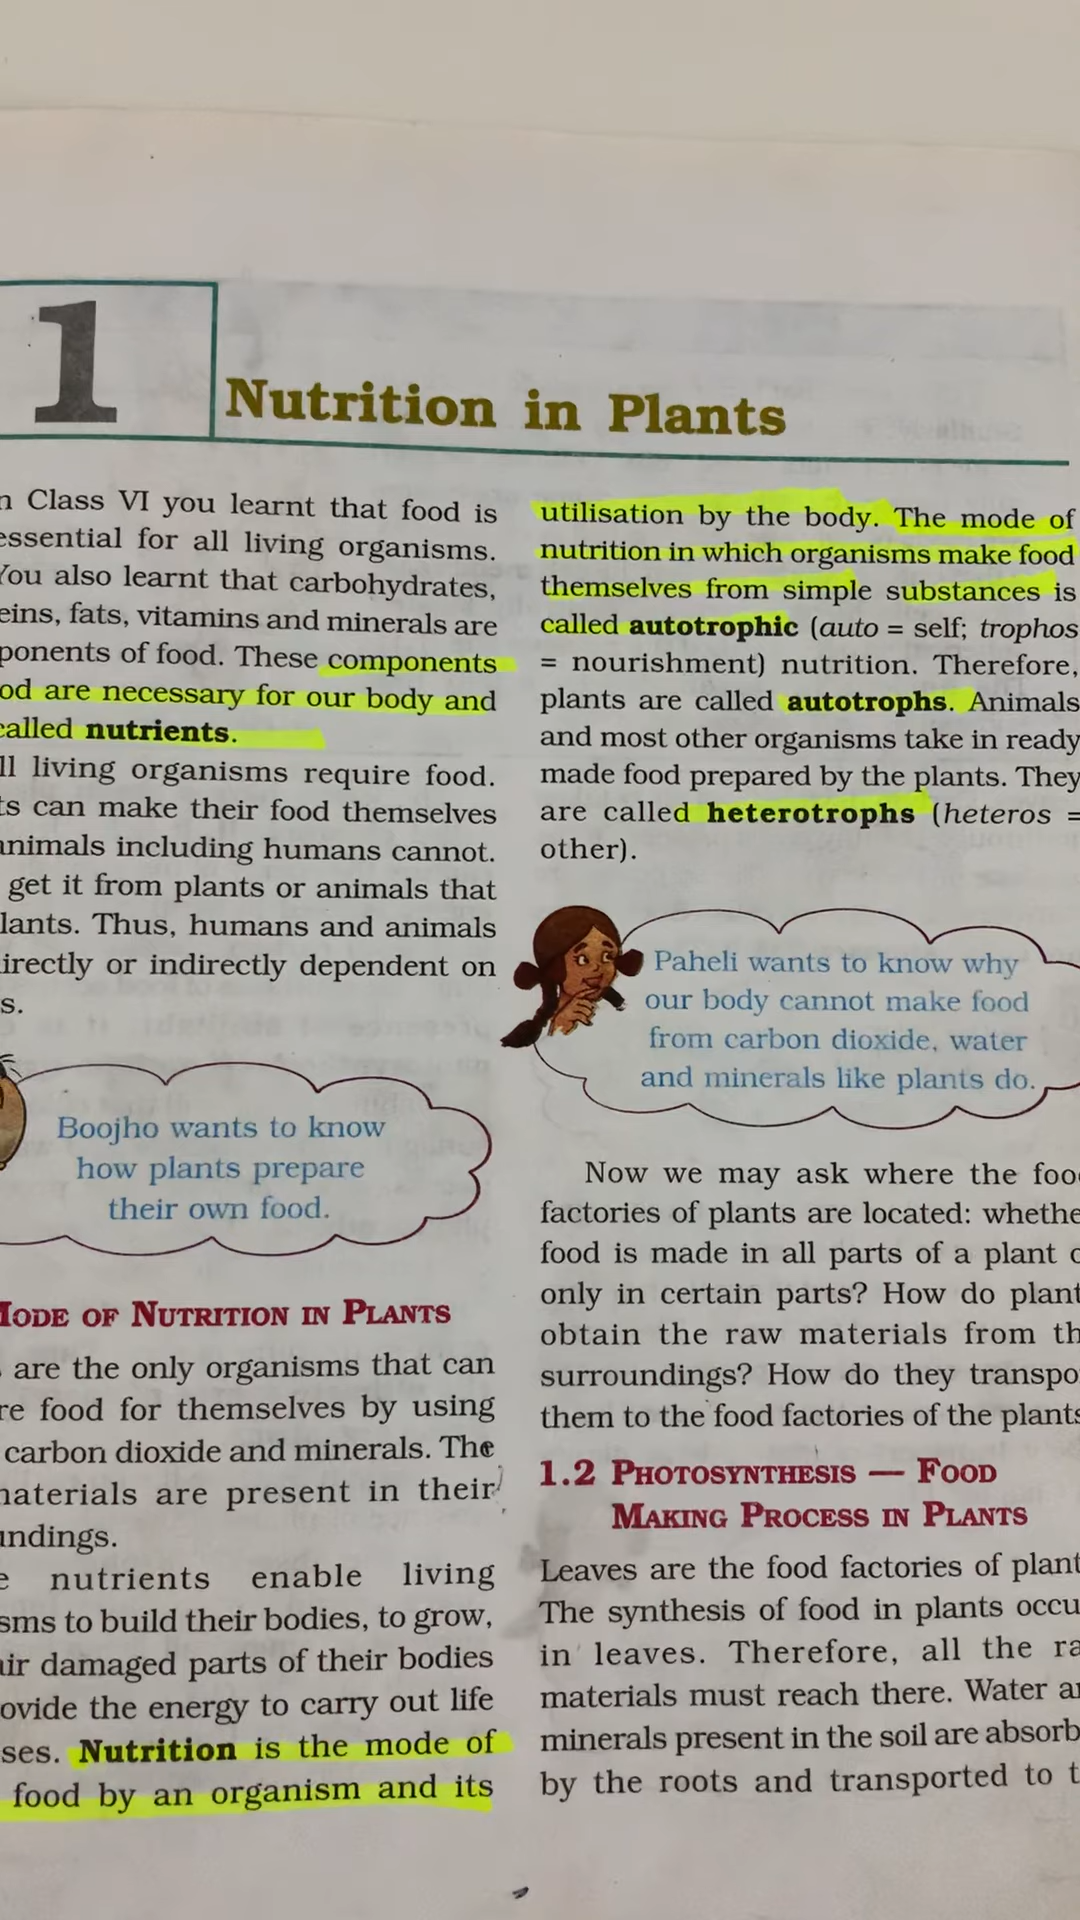 1
Nutrition in Plants
n Class VI you learnt that food is
essential for all living organisms.
You also learnt that carbohydrates,
eins, fats, vitamins and minerals are
ponents of food. These components
od are necessary for our body and
called nutrients.
ll living organisms require food.
ts can make their food themselves
animals including humans cannot.
get it from plants or animals that
lants. Thus, humans and animals
irectly or indirectly dependent on
s.
Boojho wants to know
how plants prepare
their own food.
MODE OF NUTRITION IN PLANTS
are the only organisms that can
re food for themselves by using
carbon dioxide and minerals. The
materials are present in their
undings.
e nutrients enable living
sms to build their bodies, to grow,
air damaged parts of their bodies
ovide the energy to carry out life
ses. Nutrition is the mode of
food by an organism and its
utilisation by the body. The mode of
nutrition in which organisms make food
themselves from simple substances is
called autotrophic (auto = self; trophos
= nourishment) nutrition. Therefore,
plants are called autotrophs. Animals
and most other organisms take in ready
made food prepared by the plants. They
are called heterotrophs (heteros =
other).
Paheli wants to know why
our body cannot make food
from carbon dioxide, water
and minerals like plants do.
Now we may ask where the foo
factories of plants are located: whethe
food is made in all parts of a plant o
only in certain parts? How do plant
obtain the raw materials from th
surroundings? How do they transpo
them to the food factories of the plants
1.2 PHOTOSYNTHESIS — FOOD
MAKING PROCESS IN PLANTS
Leaves are the food factories of plant
The synthesis of food in plants occu
in leaves. Therefore, all the ra
materials must reach there. Water a
minerals present in the soil are absorb
by the roots and transported to t